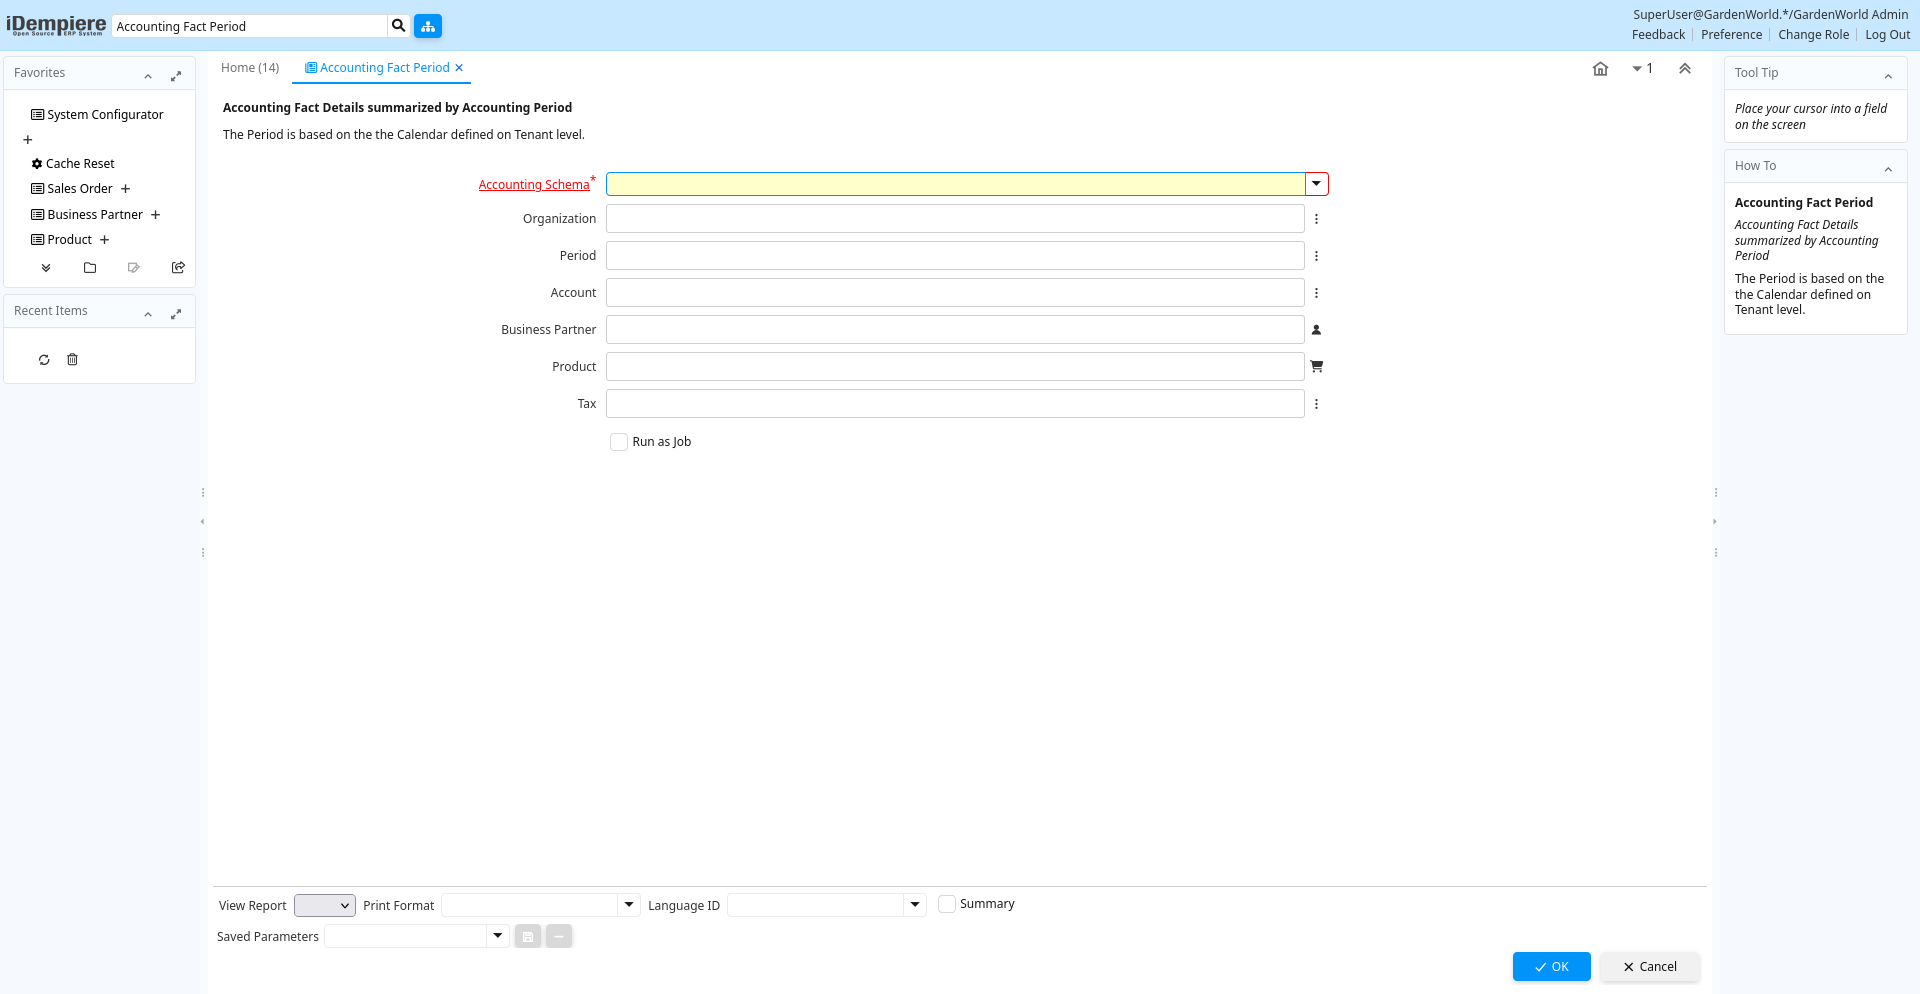 iDempiere
Open Source ERP System
Accounting Fact Period
SuperUser@GardenWorld.*/GardenWorld Admin
Feedback
Preference
Change Role
Log Out
Favorites
System Configurator
Cache Reset
Sales Order
Business Partner
Product
Recent Items
Home (14)
Accounting Fact Period
1
Accounting Fact Details summarized by Accounting Period
The Period is based on the the Calendar defined on Tenant level.
Accounting Schema*
Organization
Period
Account
Business Partner
Product
Tax
Run as Job
View Report
Print Format
Language ID
Summary
Saved Parameters
OK
Cancel
Tool Tip
Place your cursor into a field
on the screen
How To
Accounting Fact Period
Accounting Fact Details
summarized by Accounting
Period
The Period is based on the
the Calendar defined on
Tenant level.